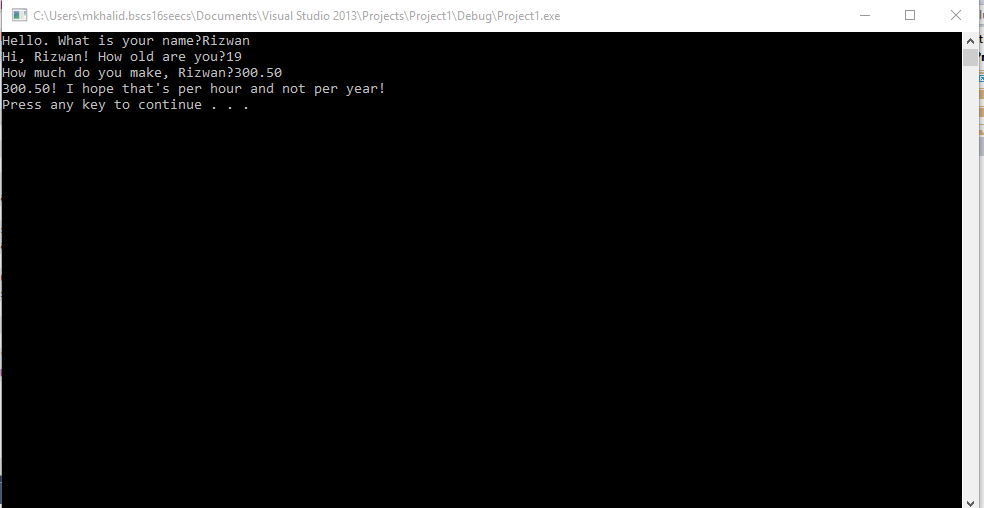 C:\Users\mkhalid.bscs16seecs\Documents\Visual Studio 2013\Projects\Project1\Debug\Project1.exe
Hello. What is your name?Rizwan
Hi, Rizwan! How old are you?19
How much do you make, Rizwan?300.50
300.50! I hope that's per hour and not per year!
Press any key to continue . . .